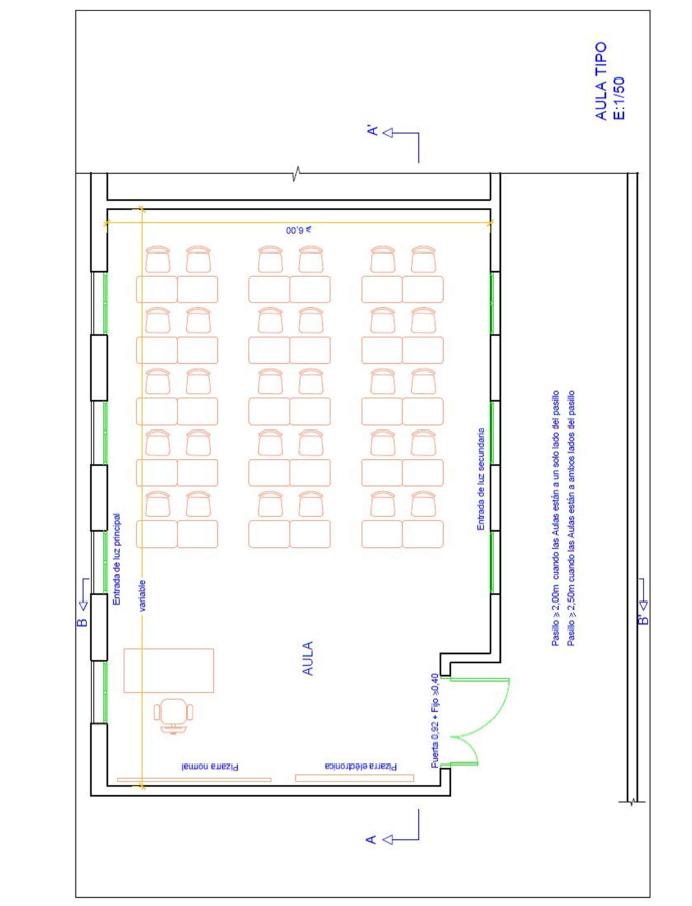 AULA TIPO
E:1/50
A'
⩾ 6,00
Entrada de luz principal
variable
Entrada de luz secundaria
Pasillo ⩾ 2,00m cuando las Aulas están a un solo lado del pasillo
Pasillo ⩾ 2,50m cuando las Aulas están a ambos lados del pasillo
B
B'
AULA
Puerta 0,92 + Fijo ⩾0,40
Pizarra normal
Pizarra eléctronica
A